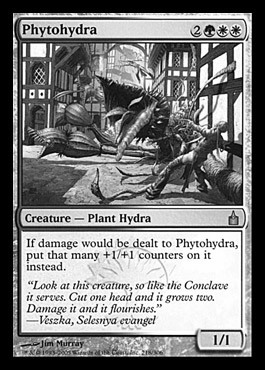 Phytohydra 2
Creature — Plant Hydra
If damage would be dealt to Phytohydra,
put that many +1/+1 counters on it
instead.
"Look at this creature, so like the Conclave
it serves. Cut one head and it grows two.
Damage it and it flourishes."
—Veszka, Selesnya evangel
Jim Murray
1/1